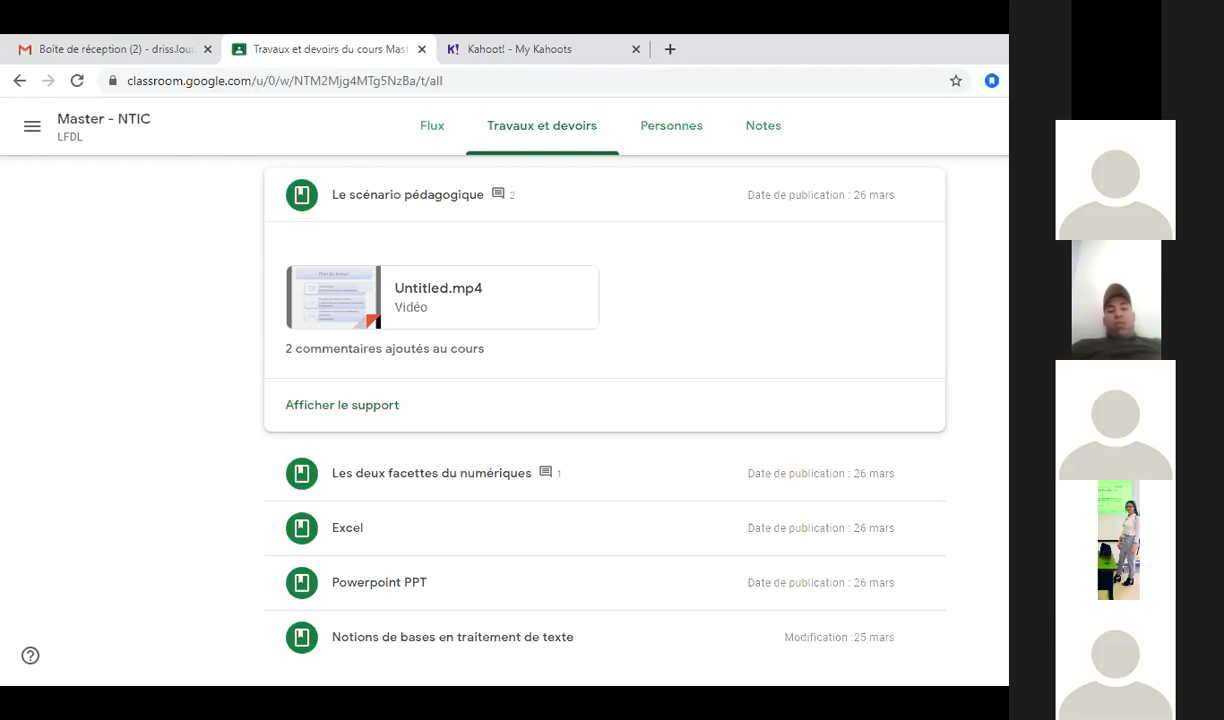 Boîte de réception (2) - driss.lour
Travaux et devoirs du cours Mas
K! Kahoot! - My Kahoots
classroom.google.com/u/0/w/NTM2Mjg4MTg5NzBa/t/all
Master - NTIC
LFDL
Flux
Travaux et devoirs
Personnes
Notes
Le scénario pédagogique 2
Date de publication : 26 mars
Untitled.mp4
Vidéo
2 commentaires ajoutés au cours
Afficher le support
Les deux facettes du numériques 1
Date de publication : 26 mars
Excel
Date de publication : 26 mars
Powerpoint PPT
Date de publication : 26 mars
Notions de bases en traitement de texte
Modification :25 mars